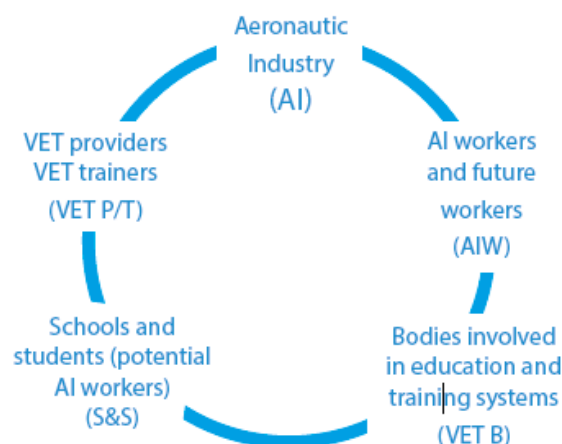 Aeronautic
Industry
(AI)
AI workers
and future
workers
(AIW)
Bodies involved
in education and
training systems
(VET B)
Schools and
students (potential
AI workers)
(S&S)
VET providers
VET trainers
(VET P/T)